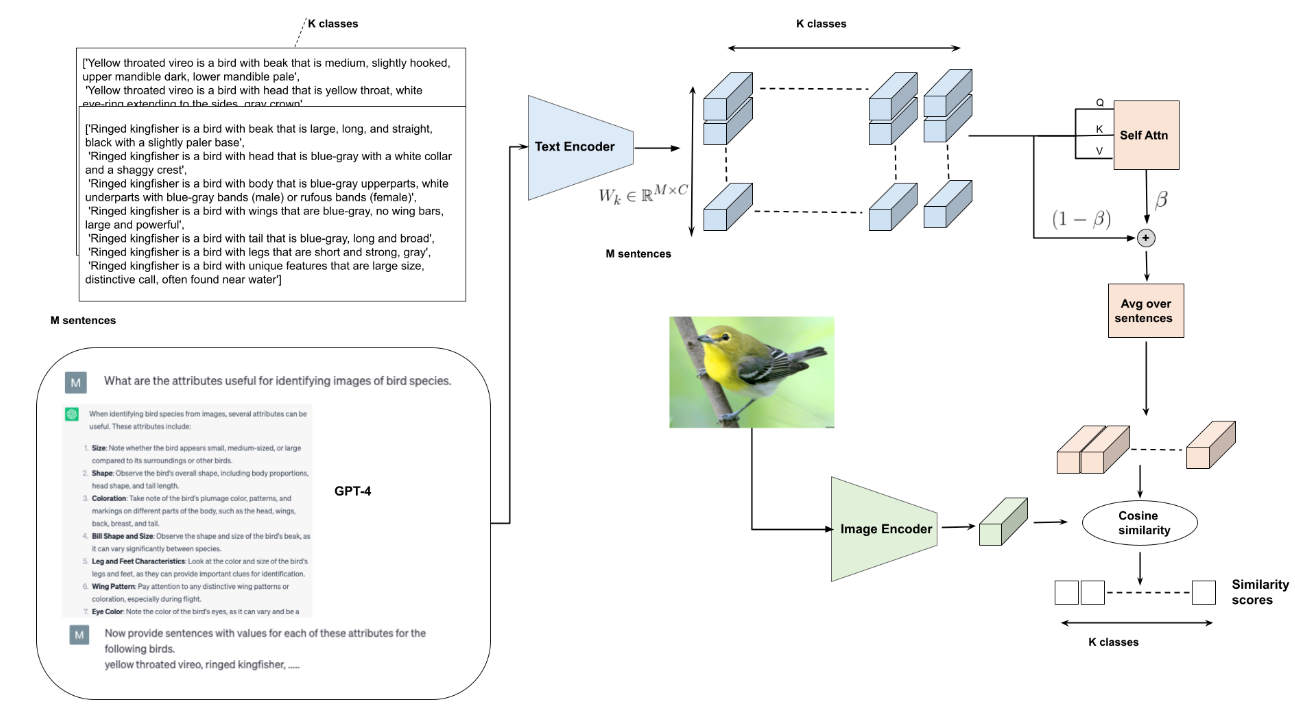 K classes
['Yellow throated vireo is a bird with beak that is medium, slightly hooked,
upper mandible dark, lower mandible pale',
'Yellow throated vireo is a bird with head that is yellow throat, white
eye-ring extending to the sides, gray crown'
['Ringed kingfisher is a bird with beak that is large, long, and straight,
black with a slightly paler base',
'Ringed kingfisher is a bird with head that is blue-gray with a white collar
and a shaggy crest',
'Ringed kingfisher is a bird with body that is blue-gray upperparts, white
underparts with blue-gray bands (male) or rufous bands (female)',
'Ringed kingfisher is a bird with wings that are blue-gray, no wing bars,
large and powerful',
'Ringed kingfisher is a bird with tail that is blue-gray, long and broad',
'Ringed kingfisher is a bird with legs that are short and strong, gray',
'Ringed kingfisher is a bird with unique features that are large size,
distinctive call, often found near water']
M sentences
M
What are the attributes useful for identifying images of bird species.
When identifying bird species from images, several attributes can be
useful. These attributes include:
1. Size: Note whether the bird appears small, medium-sized, or large
compared to its surroundings or other birds.
2. Shape: Observe the bird's overall shape, including body proportions,
head shape, and tail length.
3. Coloration: Take note of the bird's plumage color, patterns, and
markings on different parts of the body, such as the head, wings,
back, breast, and tail.
4. Bill Shape and Size: Observe the shape and size of the bird's beak, as
it can vary significantly between species.
5. Leg and Feet Characteristics: Look at the color and size of the bird's
legs and feet, as they can provide important clues for identification.
6. Wing Pattern: Pay attention to any distinctive wing patterns or
coloration, especially during flight.
7. Eye Color: Note the color of the bird's eyes, as it can vary and be a
GPT-4
M
Now provide sentences with values for each of these attributes for the
following birds.
yellow throated vireo, ringed kingfisher, .....
Text Encoder
K classes
W_k ∈ ℝ^{M×C}
M sentences
Q
K
V
Self Attn
β
(1 − β)
+
Avg over
sentences
Image Encoder
Cosine
similarity
Similarity
scores
K classes